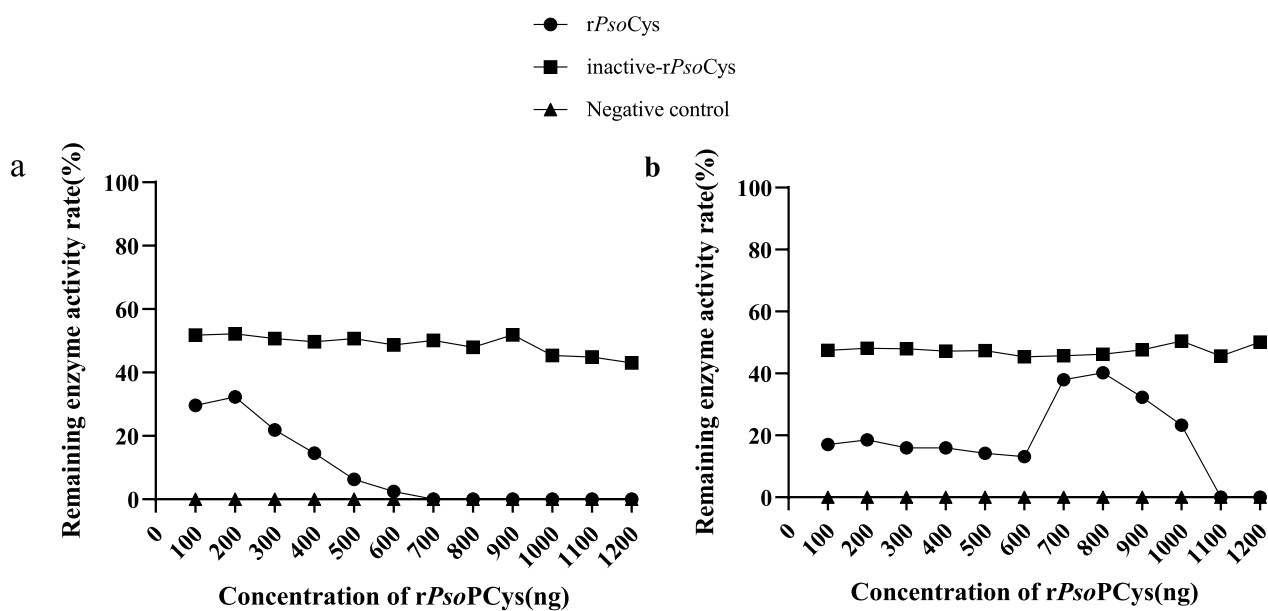 rPsoCys
inactive-rPsoCys
Negative control
a
Remaining enzyme activity rate(%)
100
80
60
40
20
0
0 100 200 300 400 500 600 700 800 900 1000 1100 1200
Concentration of rPsoPCys(ng)
b
Remaining enzyme activity rate(%)
100
80
60
40
20
0
0 100 200 300 400 500 600 700 800 900 1000 1100 1200
Concentration of rPsoPCys(ng)